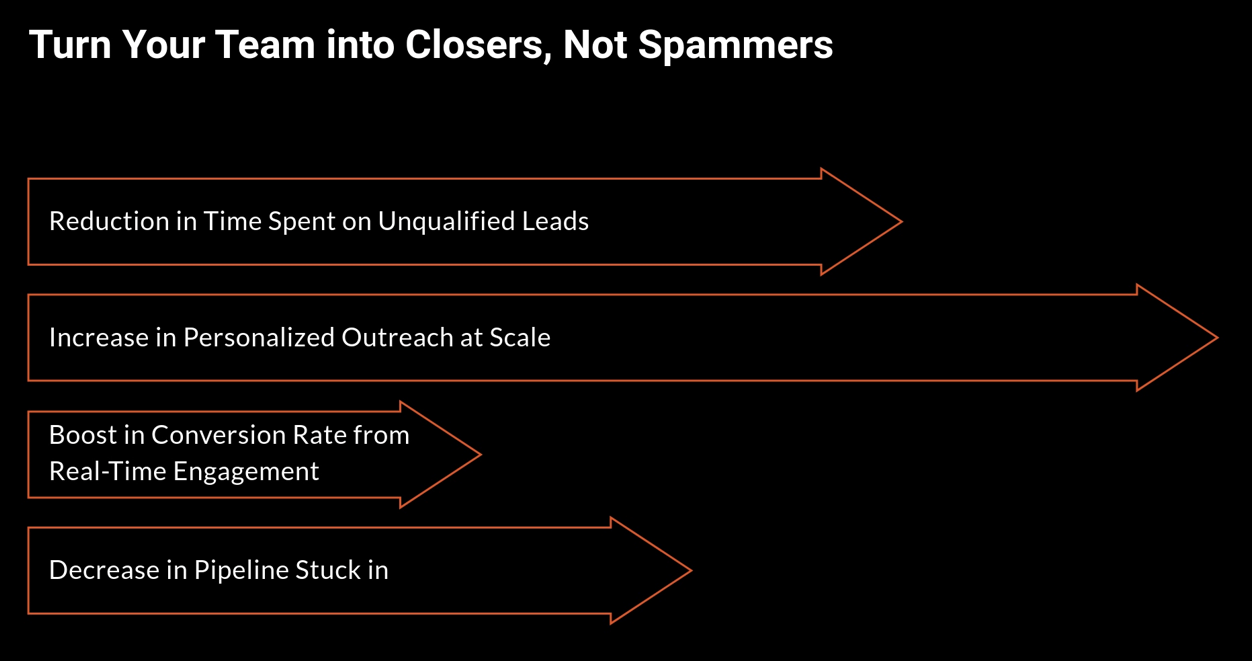 Turn Your Team into Closers, Not Spammers
Reduction in Time Spent on Unqualified Leads
Increase in Personalized Outreach at Scale
Boost in Conversion Rate from
Real-Time Engagement
Decrease in Pipeline Stuck in